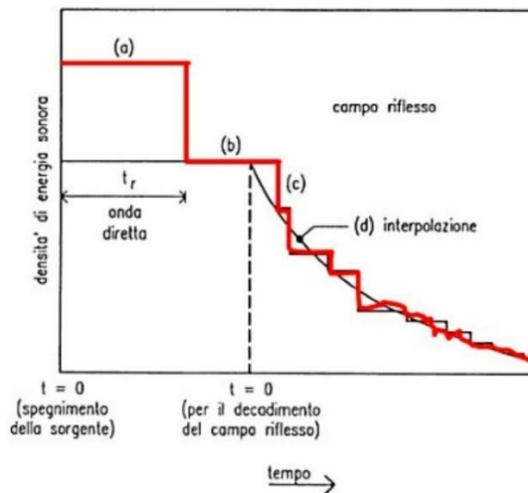 (a)
campo riflesso
densita' di energia sonora
(b)
t r
(c)
onda
diretta
(d) interpolazione
t = 0
(spegnimento
della sorgente)
t = 0
(per il decadimento
del campo riflesso)
tempo